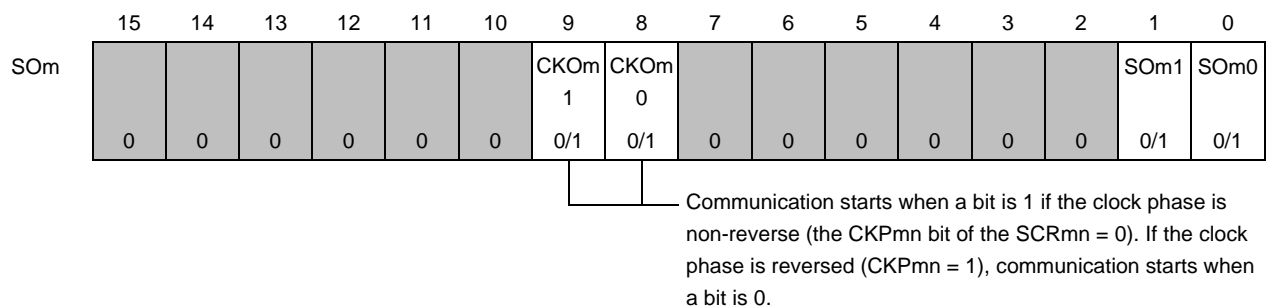 15 14 13 12 11 10 9 8 7 6 5 4 3 2 1 0
SOm CKOm CKOm SOm1 SOm0
1 0
0 0 0 0 0 0 0/1 0/1 0 0 0 0 0 0 0/1 0/1
Communication starts when a bit is 1 if the clock phase is
non-reverse (the CKPmn bit of the SCRmn = 0). If the clock
phase is reversed (CKPmn = 1), communication starts when
a bit is 0.